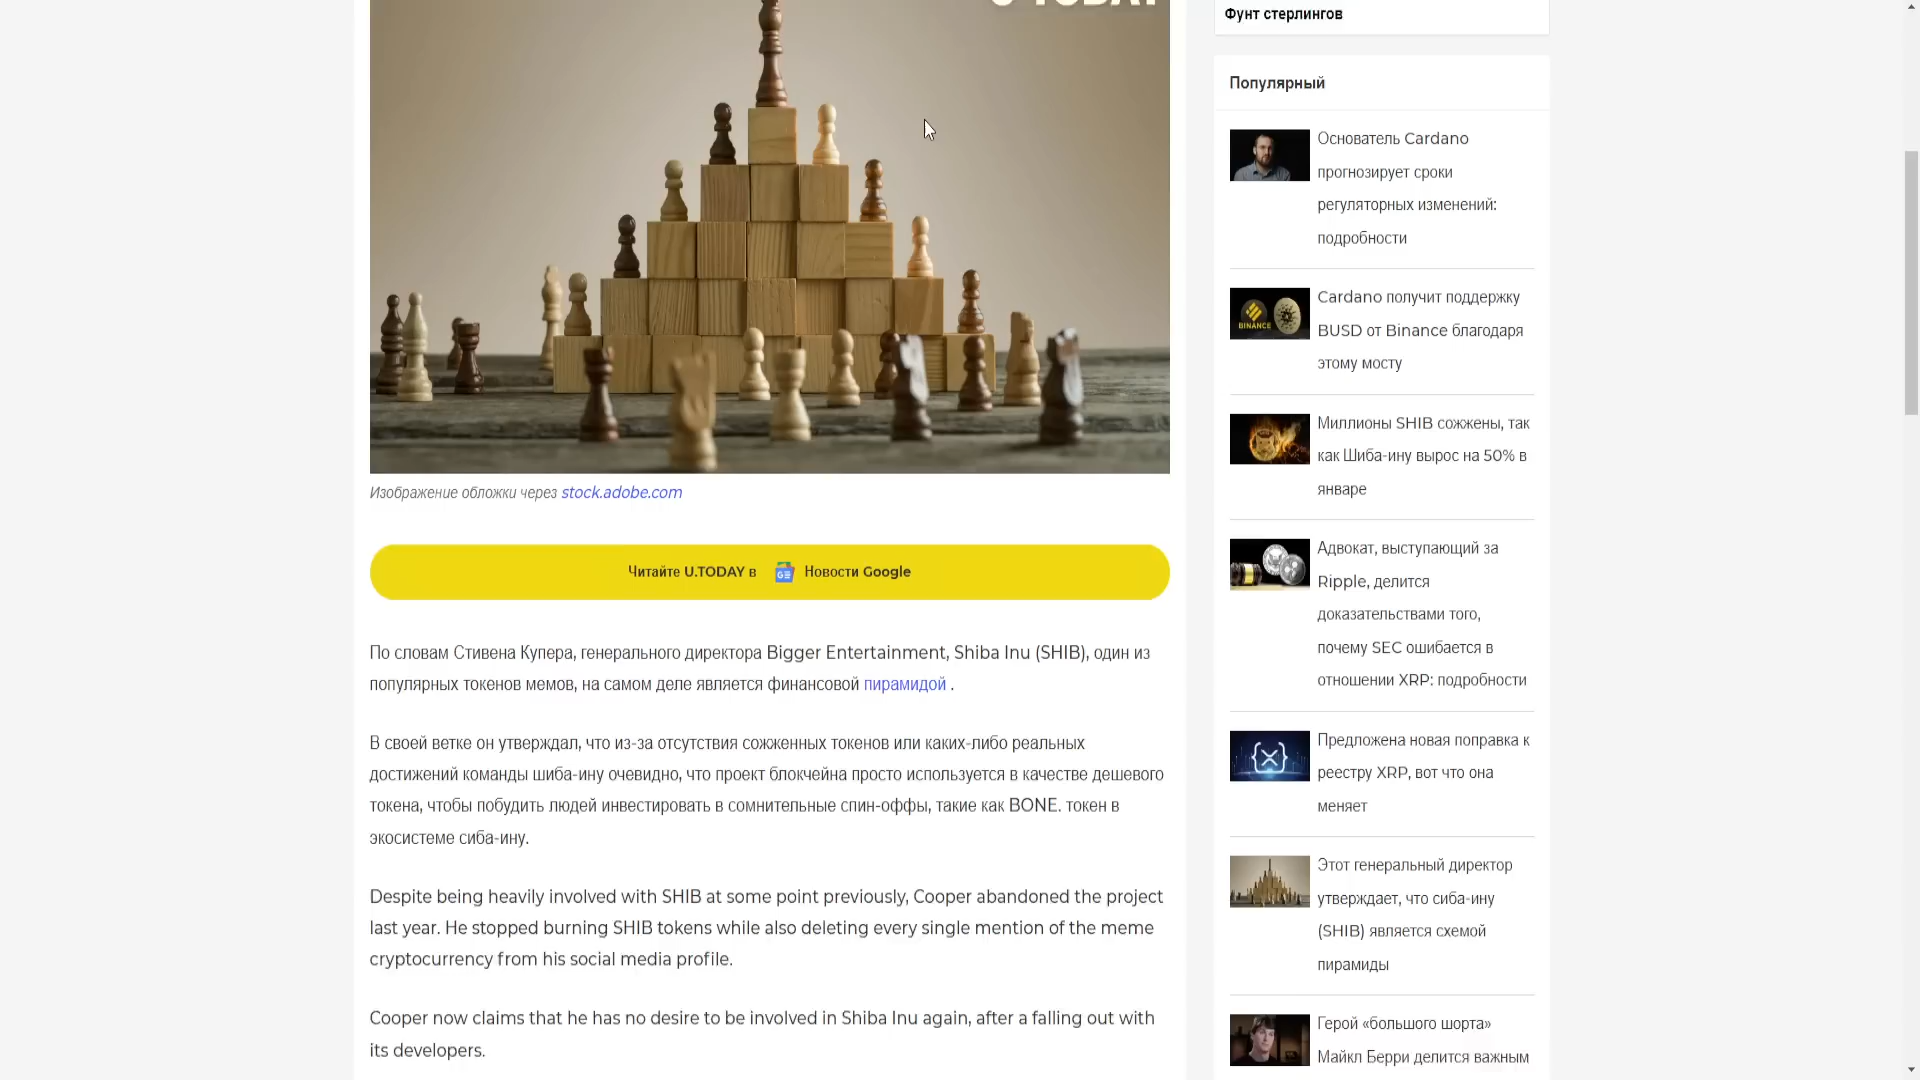 U TODAY
Изображение обложки через stock.adobe.com
Читайте U.TODAY в Новости Google
По словам Стивена Купера, генерального директора Bigger Entertainment, Shiba Inu (SHIB), один из
популярных токенов мемов, на самом деле является финансовой пирамидой .
В своей ветке он утверждал, что из-за отсутствия сожженных токенов или каких-либо реальных
достижений команды шиба-ину очевидно, что проект блокчейна просто используется в качестве дешевого
токена, чтобы побудить людей инвестировать в сомнительные спин-оффы, такие как BONE. токен в
экосистеме сиба-ину.
Despite being heavily involved with SHIB at some point previously, Cooper abandoned the project
last year. He stopped burning SHIB tokens while also deleting every single mention of the meme
cryptocurrency from his social media profile.
Cooper now claims that he has no desire to be involved in Shiba Inu again, after a falling out with
its developers.
Фунт стерлингов
Популярный
Основатель Cardano
прогнозирует сроки
регуляторных изменений:
подробности
BINANCE
Cardano получит поддержку
BUSD от Binance благодаря
этому мосту
Миллионы SHIB сожжены, так
как Шиба-ину вырос на 50% в
январе
Адвокат, выступающий за
Ripple, делится
доказательствами того,
почему SEC ошибается в
отношении XRP: подробности
Предложена новая поправка к
реестру XRP, вот что она
меняет
Этот генеральный директор
утверждает, что сиба-ину
(SHIB) является схемой
пирамиды
Герой «большого шорта»
Майкл Берри делится важным